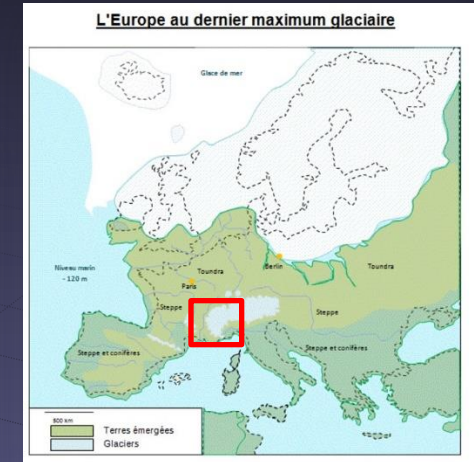 L'Europe au dernier maximum glaciaire
Glace de mer
Niveau marin
- 120 m
Toundra
Berlin
Toundra
Paris
Steppe
Steppe
Steppe et conifères
Steppe et conifères
500 km
Terres émergées
Glaciers